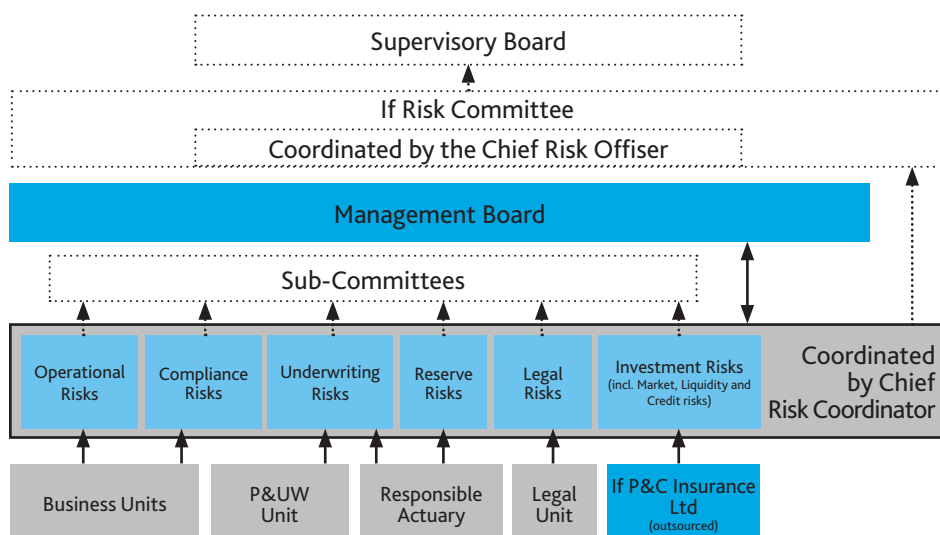 Supervisory Board
If Risk Committee
Coordinated by the Chief Risk Offiser
Management Board
Sub-Committees
Operational
Risks
Compliance
Risks
Underwriting
Risks
Reserve
Risks
Legal
Risks
Investment Risks
(incl. Market, Liquidity and
Credit risks)
Coordinated
by Chief
Risk Coordinator
Business Units
P&UW
Unit
Responsible
Actuary
Legal
Unit
If P&C Insurance
Ltd
(outsourced)